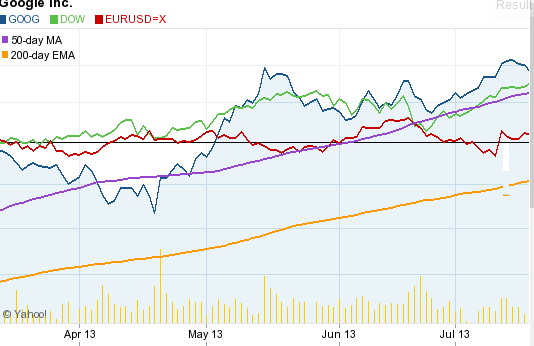 Google Inc.
Result
GOOG DOW EURUSD=X
50-day MA
200-day EMA
© Yahoo!
Apr 13 May 13 Jun 13 Jul 13